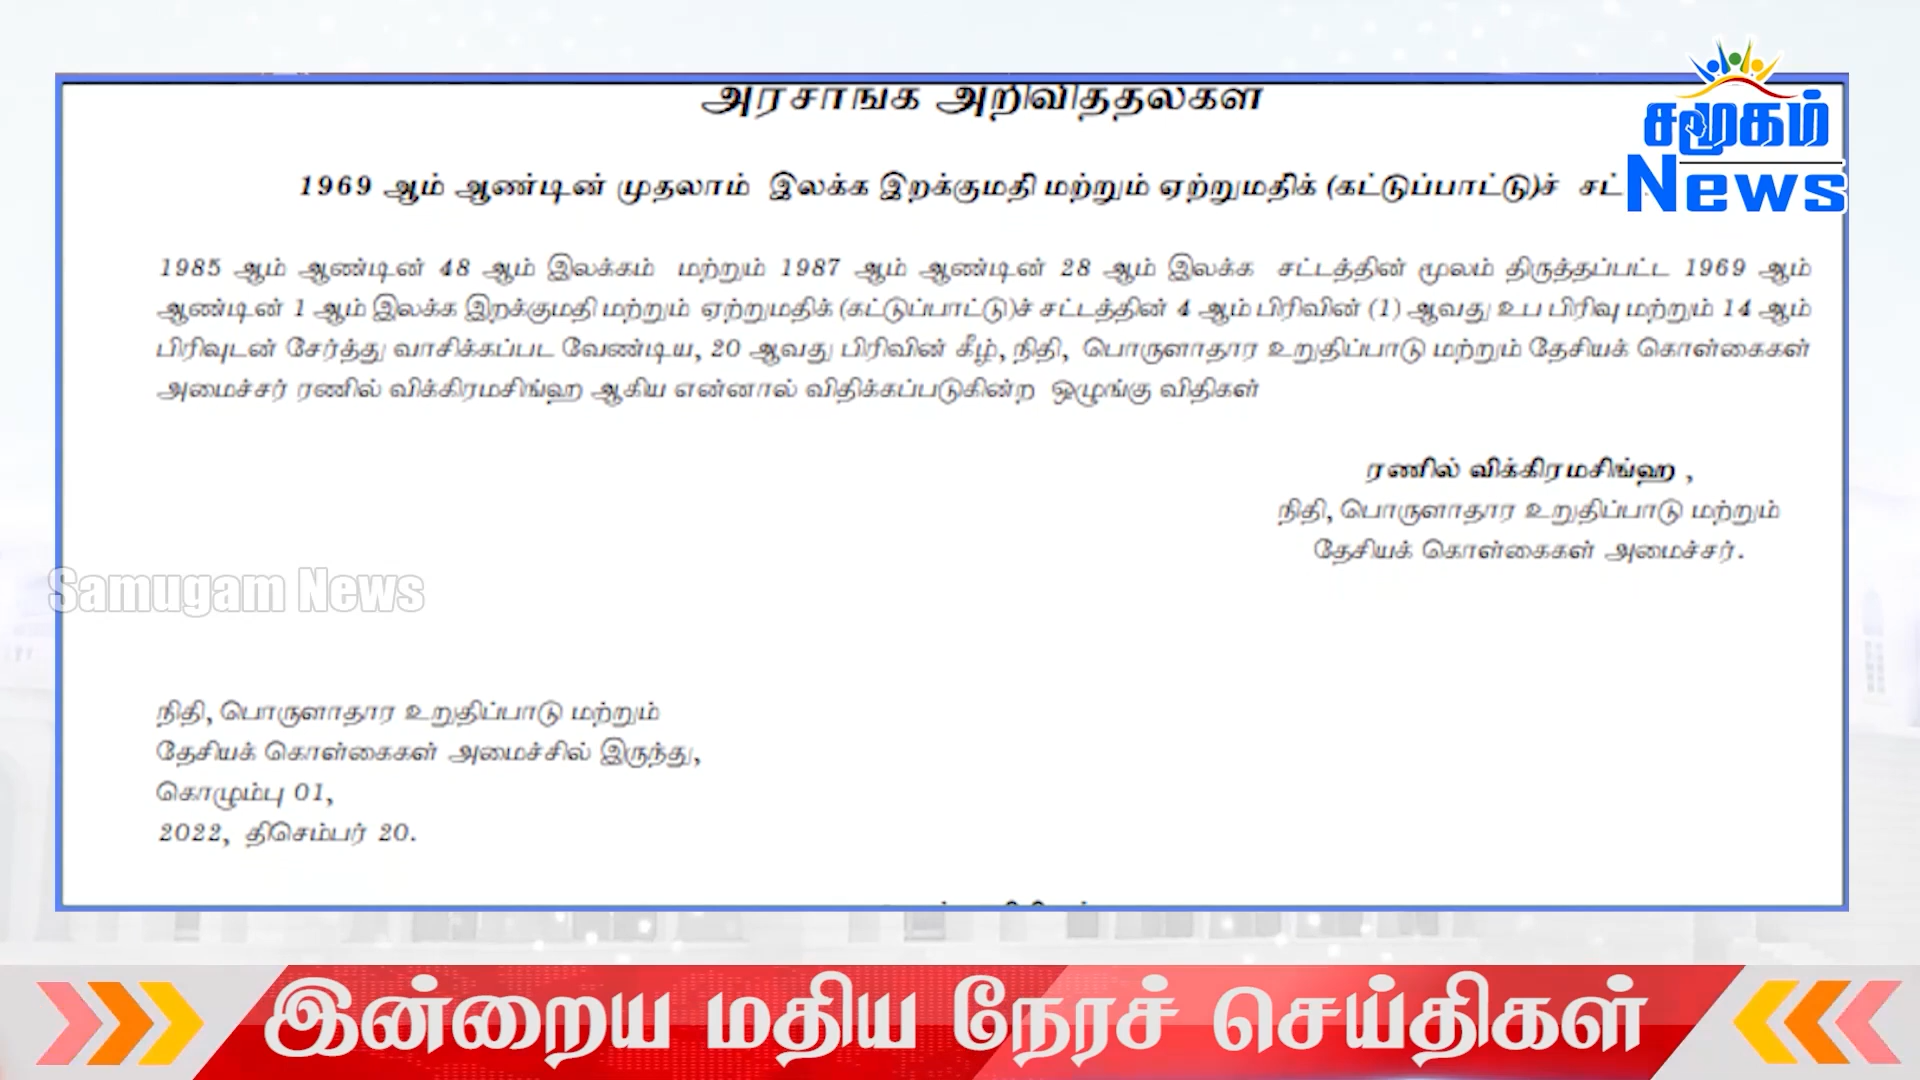 அரசாங்க அறிவித்தல்கள்
சமூகம்
News
1969 ஆம் ஆண்டின் முதலாம் இலக்க இறக்குமதி மற்றும் ஏற்றுமதிக் (கட்டுப்பாட்டு)ச்
1985 ஆம் ஆண்டின் 48 ஆம் இலக்கம் மற்றும் 1987 ஆம் ஆண்டின் 28 ஆம் இலக்க சட்டத்தின் மூலம் திருத்தப்பட்ட 1969 ஆம்
ஆண்டின் 1 ஆம் இலக்க இறக்குமதி மற்றும் ஏற்றுமதிக் (கட்டுப்பாட்டு)ச் சட்டத்தின் 4 ஆம் பிரிவின் (1) ஆவது உப பிரிவு மற்றும் 14 ஆம்
பிரிவுடன் சேர்த்து வாசிக்கப்பட வேண்டிய, 20 ஆவது பிரிவின் கீழ், நிதி, பொருளாதார உறுதிப்பாடு மற்றும் தேசியக் கொள்கைகள்
அமைச்சர் ரணில் விக்கிரமசிங்ஹ ஆகிய என்னால் விதிக்கப்படுகின்ற ஒழுங்கு விதிகள்
ரணில் விக்கிரமசிங்ஹ ,
நிதி, பொருளாதார உறுதிப்பாடு மற்றும்
தேசியக் கொள்கைகள் அமைச்சர்.
Samugam News
நிதி, பொருளாதார உறுதிப்பாடு மற்றும்
தேசியக் கொள்கைகள் அமைச்சில் இருந்து,
கொழும்பு 01,
2022, திசெம்பர் 20.
இன்றைய மதிய நேரச் செய்திகள்